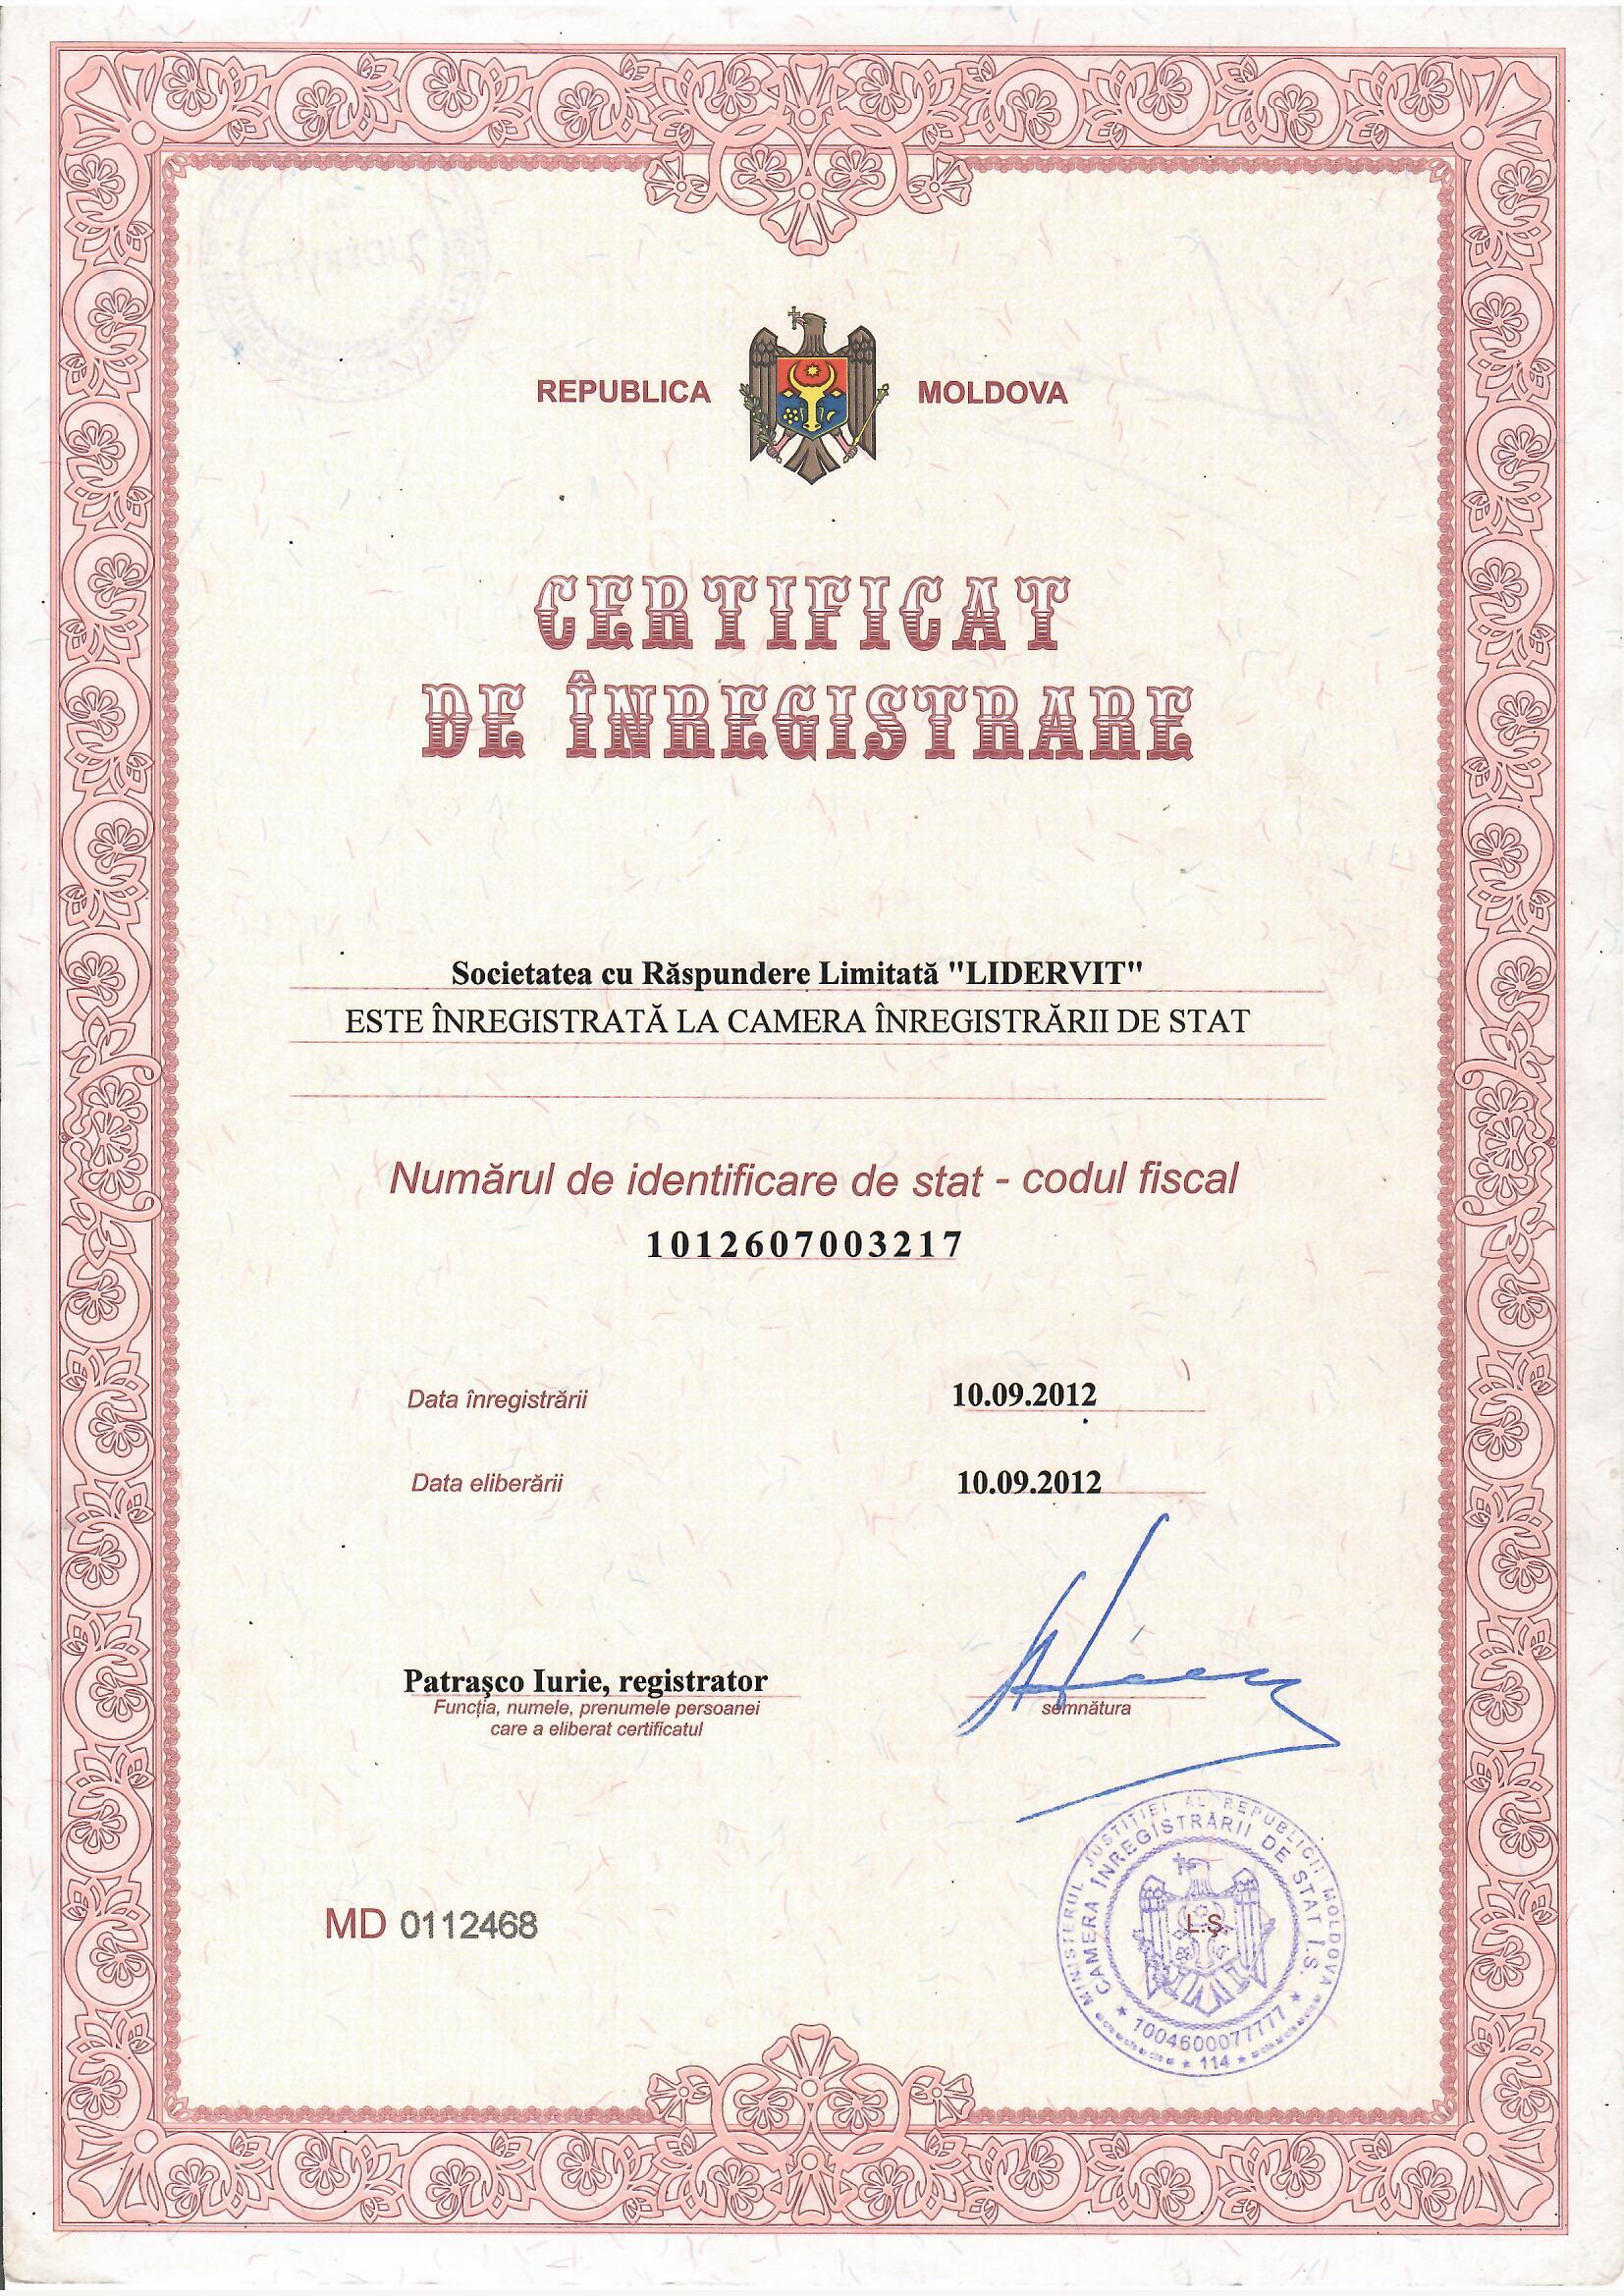 REPUBLICA MOLDOVA
CERTIFICAT
DE ÎNREGISTRARE
Societatea cu Răspundere Limitată "LIDERVIT"
ESTE ÎNREGISTRATĂ LA CAMERA ÎNREGISTRĂRII DE STAT
Numărul de identificare de stat - codul fiscal
1012607003217
Data înregistrării 10.09.2012
Data eliberării 10.09.2012
Patraşco Iurie, registrator
Funcţia, numele, prenumele persoanei
care a eliberat certificatul
semnătura
MD 0112468
MINISTERUL JUSTIŢIEI AL REPUBLICII MOLDOVA
CAMERA ÎNREGISTRĂRII DE STAT Î.S.
L.Ş.
1004600077777
114